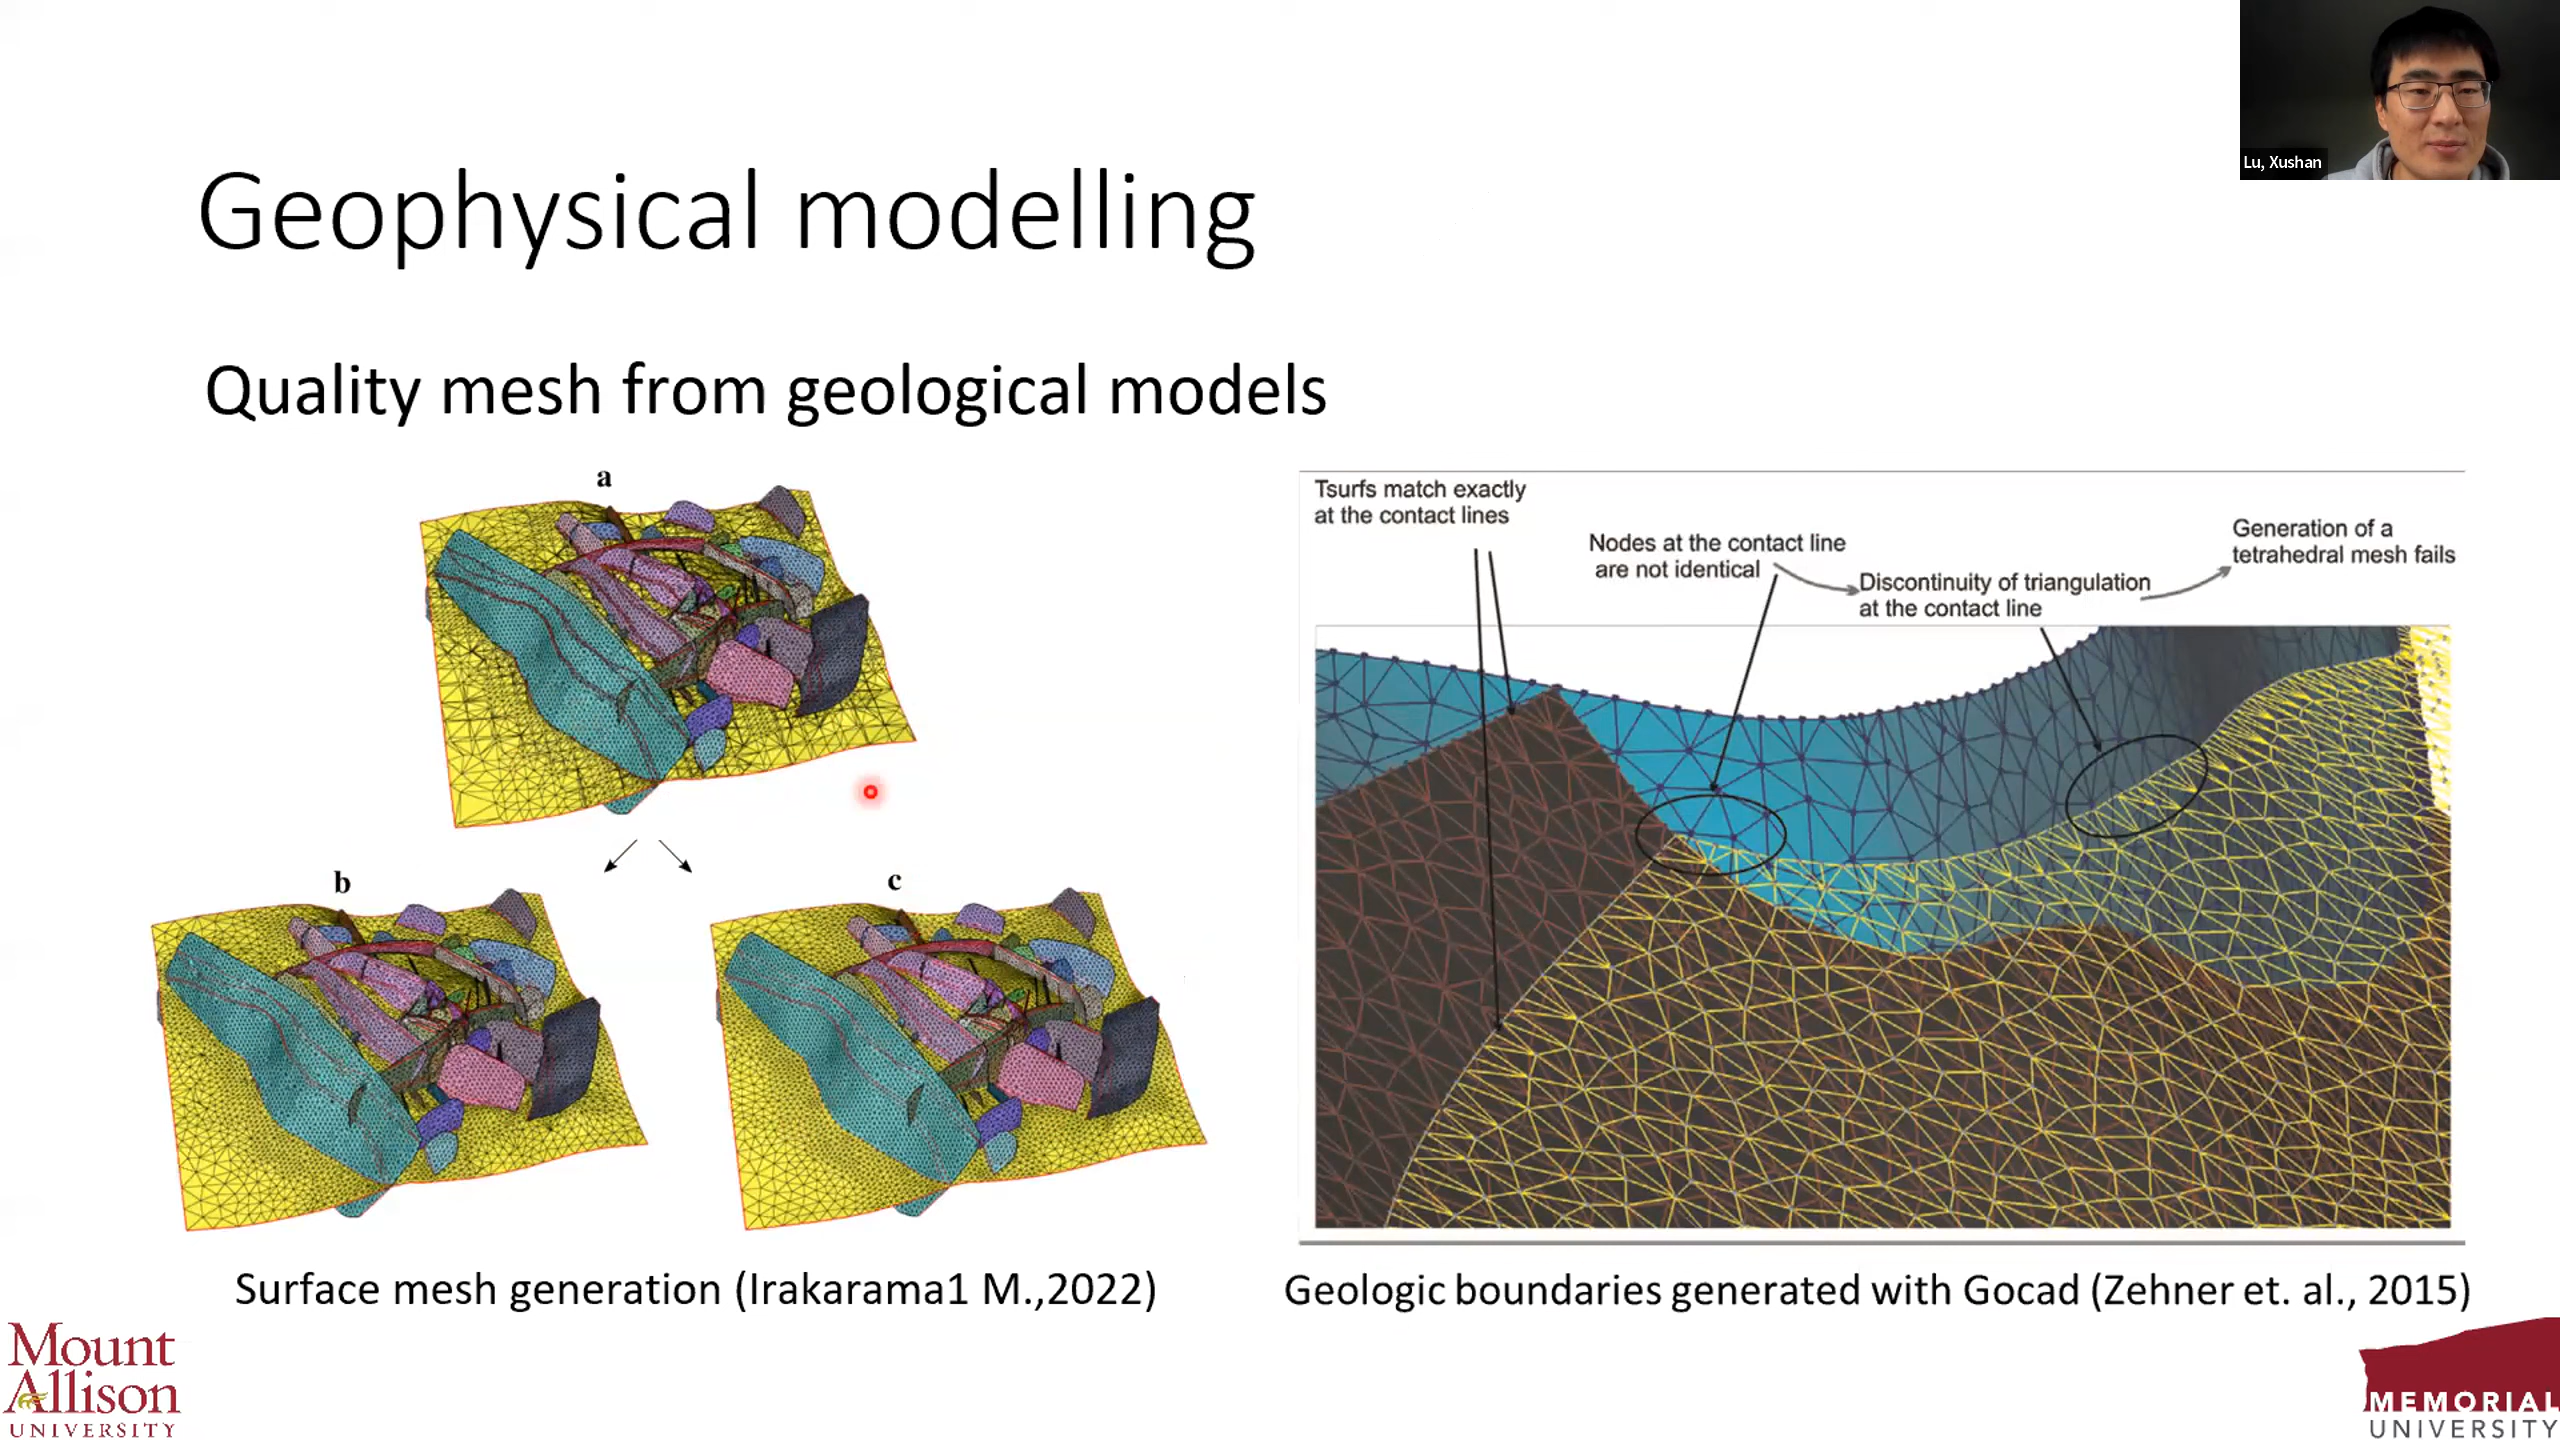 Lu, Xushan
Geophysical modelling
Quality mesh from geological models
a
b
c
Surface mesh generation (Irakarama1 M.,2022)
Tsurfs match exactly
at the contact lines
Nodes at the contact line
are not identical
Discontinuity of triangulation
at the contact line
Generation of a
tetrahedral mesh fails
Geologic boundaries generated with Gocad (Zehner et. al., 2015)
Mount
Allison
UNIVERSITY
MEMORIAL
UNIVERSITY